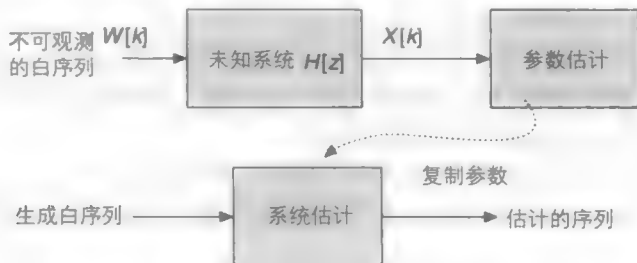 不可观测 W[k]
的白序列
未知系统 H[z]
X[k]
参数估计
复制参数
生成白序列
系统估计
估计的序列